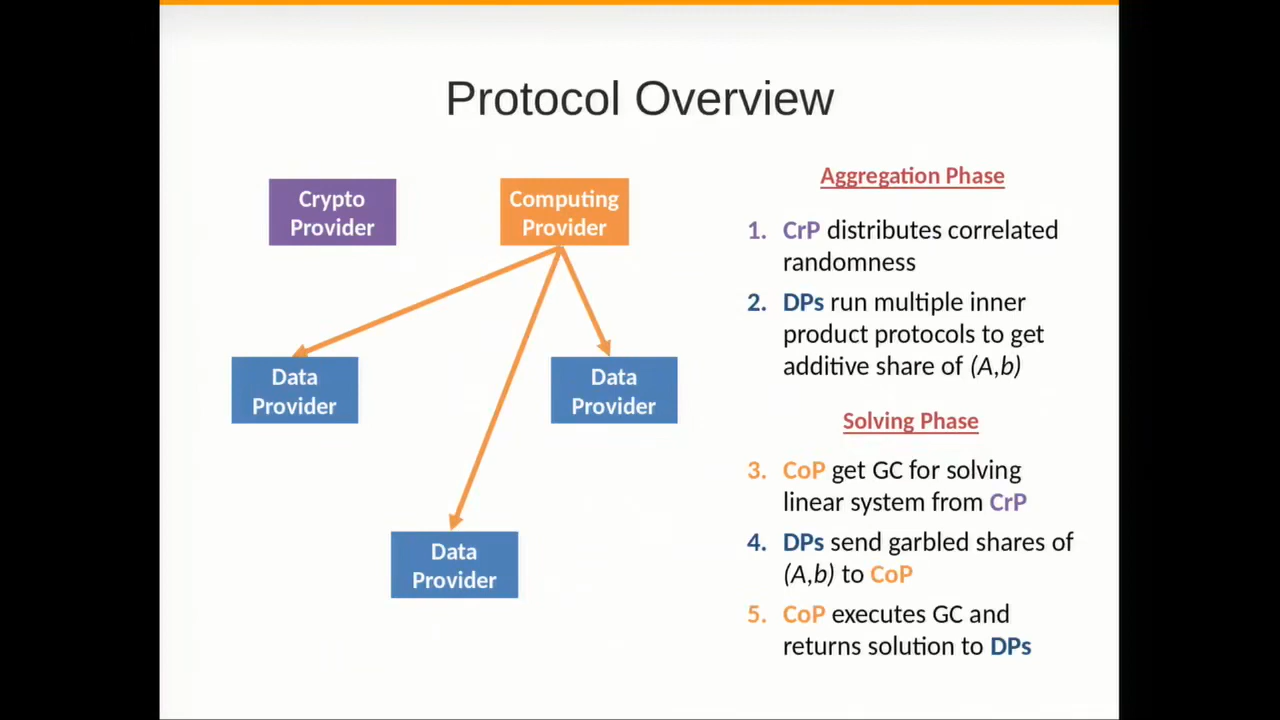 Protocol Overview
Crypto
Provider
Computing
Provider
Data
Provider
Data
Provider
Data
Provider
Aggregation Phase
1. CrP distributes correlated
randomness
2. DPs run multiple inner
product protocols to get
additive share of (A,b)
Solving Phase
3. CoP get GC for solving
linear system from CrP
4. DPs send garbled shares of
(A,b) to CoP
5. CoP executes GC and
returns solution to DPs